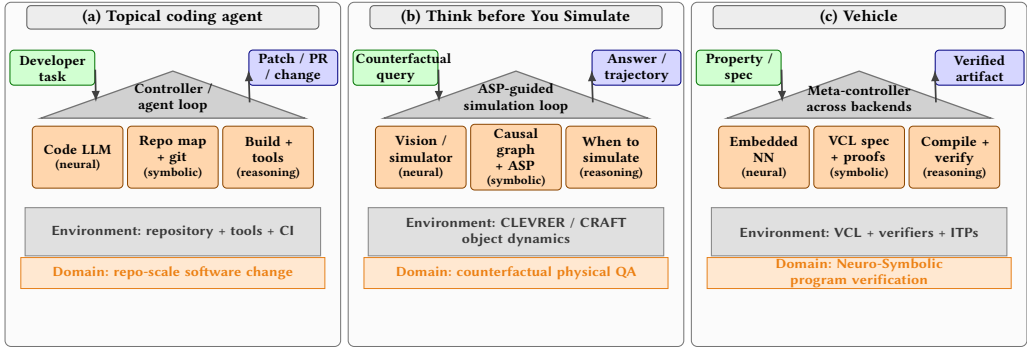 (a) Topical coding agent
Developer
task
Patch / PR
/ change
Controller /
agent loop
Code LLM
(neural)
Repo map
+ git
(symbolic)
Build +
tools
(reasoning)
Environment: repository + tools + CI
Domain: repo-scale software change
(b) Think before You Simulate
Counterfactual
query
Answer /
trajectory
ASP-guided
simulation loop
Vision /
simulator
(neural)
Causal
graph
+ ASP
(symbolic)
When to
simulate
(reasoning)
Environment: CLEVRER / CRAFT
object dynamics
Domain: counterfactual physical QA
(c) Vehicle
Property /
spec
Verified
artifact
Meta-controller
across backends
Embedded
NN
(neural)
VCL spec
+ proofs
(symbolic)
Compile +
verify
(reasoning)
Environment: VCL + verifiers + ITPs
Domain: Neuro-Symbolic
program verification